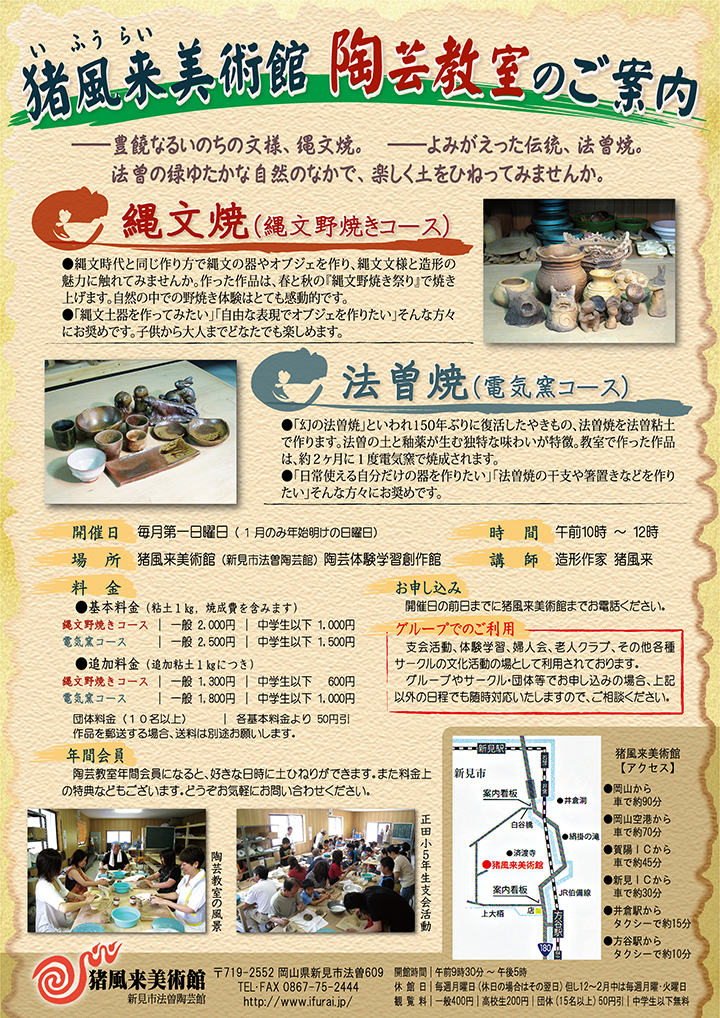 い ふう らい
猪風来美術館 陶芸教室のご案内
――豊饒なるいのちの文様、縄文焼。 ――よみがえった伝統、法曽焼。
法曽の緑ゆたかな自然のなかで、楽しく土をひねってみませんか。
縄文焼(縄文野焼きコース)
●縄文時代と同じ作り方で縄文の器やオブジェを作り、縄文文様と造形の
魅力に触れてみませんか。作った作品は、春と秋の『縄文野焼き祭り』で焼き
上げます。自然の中での野焼き体験はとても感動的です。
●「縄文土器を作ってみたい」「自由な表現でオブジェを作りたい」そんな方々
にお奨めです。子供から大人までどなたでも楽しめます。
法曽焼(電気窯コース)
●「幻の法曽焼」といわれ150年ぶりに復活したやきもの、法曽焼を法曽粘土
で作ります。法曽の土と釉薬が生む独特な味わいが特徴。教室で作った作品
は、約２ヶ月に１度電気窯で焼成されます。
●「日常使える自分だけの器を作りたい」「法曽焼の干支や箸置きなどを作り
たい」そんな方々にお奨めです。
開催日 毎月第一日曜日（１月のみ年始明けの日曜日）
時 間 午前10時 ～ 12時
場 所 猪風来美術館（新見市法曽陶芸館）陶芸体験学習創作館
講 師 造形作家 猪風来
料 金
●基本料金（粘土１kg，焼成費を含みます）
縄文野焼きコース ｜ 一般 2,000円 ｜ 中学生以下 1,000円
電気窯コース ｜ 一般 2,500円 ｜ 中学生以下 1,500円
●追加料金（追加粘土１kgにつき）
縄文野焼きコース ｜ 一般 1,300円 ｜ 中学生以下 600円
電気窯コース ｜ 一般 1,800円 ｜ 中学生以下 1,000円
団体料金（１０名以上） ｜ 各基本料金より 50円引
作品を郵送する場合、送料は別途お願いします。
お申し込み
開催日の前日までに猪風来美術館までお電話ください。
グループでのご利用
支会活動、体験学習、婦人会、老人クラブ、その他各種
サークルの文化活動の場として利用されております。
グループやサークル・団体等でお申し込みの場合、上記
以外の日程でも随時対応いたしますので、ご相談ください。
年間会員
陶芸教室年間会員になると、好きな日時に土ひねりができます。また料金上
の特典などもございます。どうぞお気軽にお問い合わせください。
陶芸教室の風景
正田小5年生支会活動
新見駅
新見市
案内看板
井倉洞
白谷橋
絹掛の滝
済渡寺
猪風来美術館
JR伯備線
案内看板
上大椿
店
方谷駅
180
猪風来美術館
【アクセス】
●岡山から
車で約90分
●岡山空港から
車で約70分
●賀陽ＩＣから
車で約45分
●新見ＩＣから
車で約30分
●井倉駅から
タクシーで約15分
●方谷駅から
タクシーで約10分
猪風来美術館
新見市法曽陶芸館
〒719-2552 岡山県新見市法曽609
TEL・FAX 0867-75-2444
http://www.ifurai.jp/
開館時間｜午前9時30分 ～ 午後5時
休 館 日｜毎週月曜日（休日の場合はその翌日）但し12～2月中は毎週月曜・火曜日
観 覧 料｜一般400円｜高校生200円｜団体（15名以上）50円引｜中学生以下無料